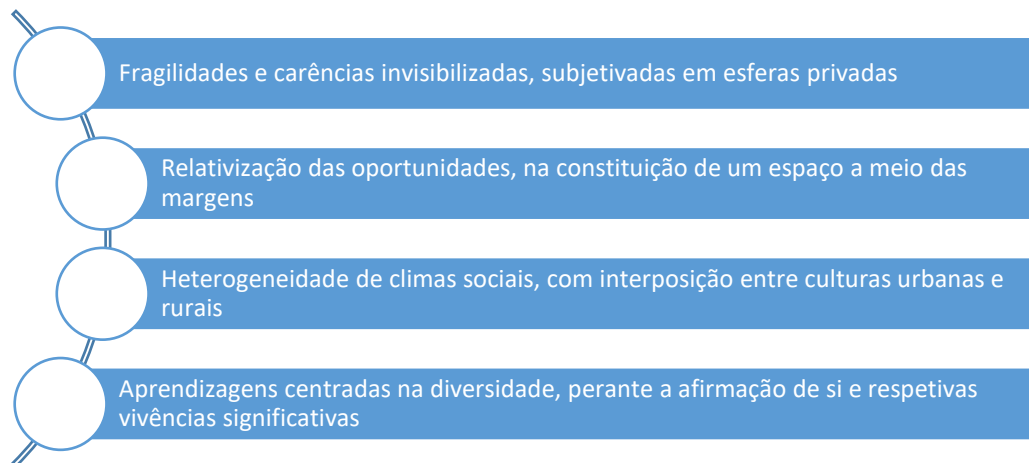 Fragilidades e carências invisibilizadas, subjetivadas em esferas privadas
Relativização das oportunidades, na constituição de um espaço a meio das
margens
Heterogeneidade de climas sociais, com interposição entre culturas urbanas e
rurais
Aprendizagens centradas na diversidade, perante a afirmação de si e respetivas
vivências significativas